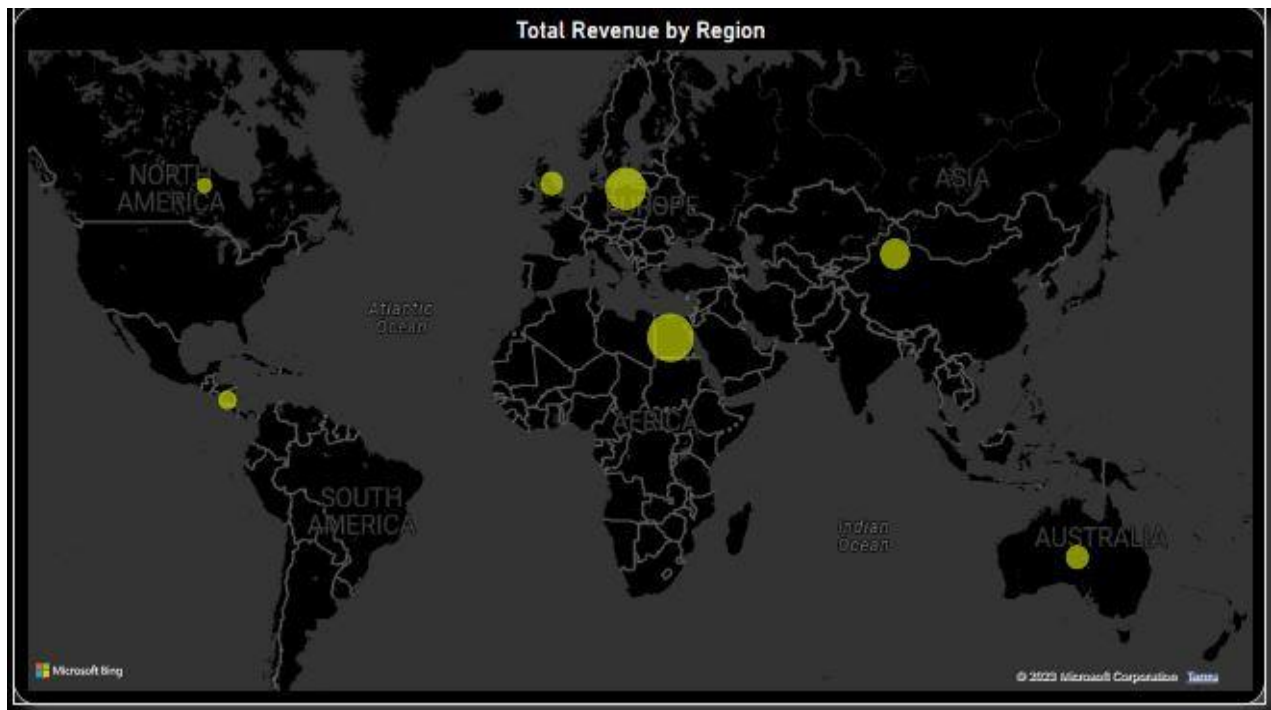 Total Revenue by Region
NORTH
AMERICA
ASIA
EUROPE
Atlantic
Ocean
AFRICA
SOUTH
AMERICA
Indian
Ocean
AUSTRALIA
Microsoft Bing
© 2023 Microsoft Corporation Terms